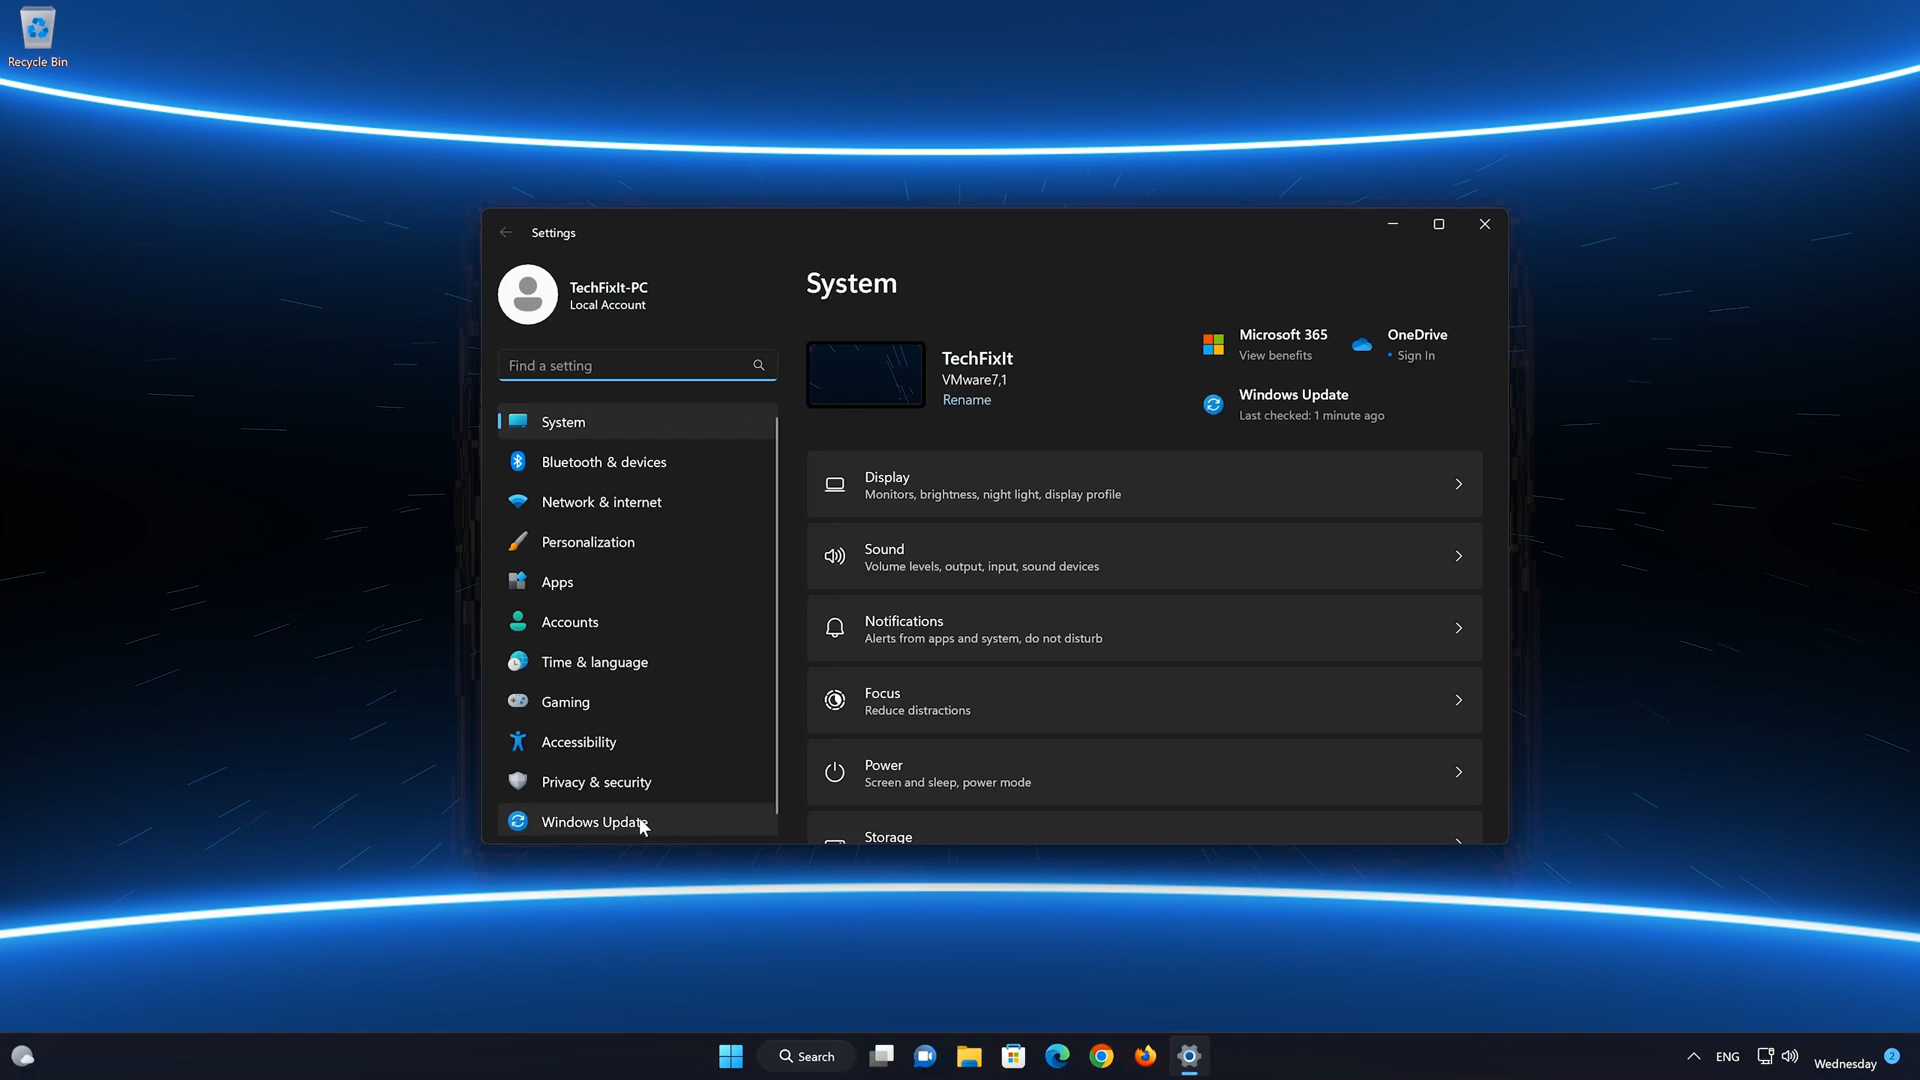 Recycle Bin
Settings
TechFixIt-PC
Local Account
Find a setting
System
Bluetooth & devices
Network & internet
Personalization
Apps
Accounts
Time & language
Gaming
Accessibility
Privacy & security
Windows Update
System
TechFixIt
VMware7,1
Rename
Microsoft 365
View benefits
OneDrive
• Sign In
Windows Update
Last checked: 1 minute ago
Display
Monitors, brightness, night light, display profile
Sound
Volume levels, output, input, sound devices
Notifications
Alerts from apps and system, do not disturb
Focus
Reduce distractions
Power
Screen and sleep, power mode
Storage
Search
ENG
Wednesday
2